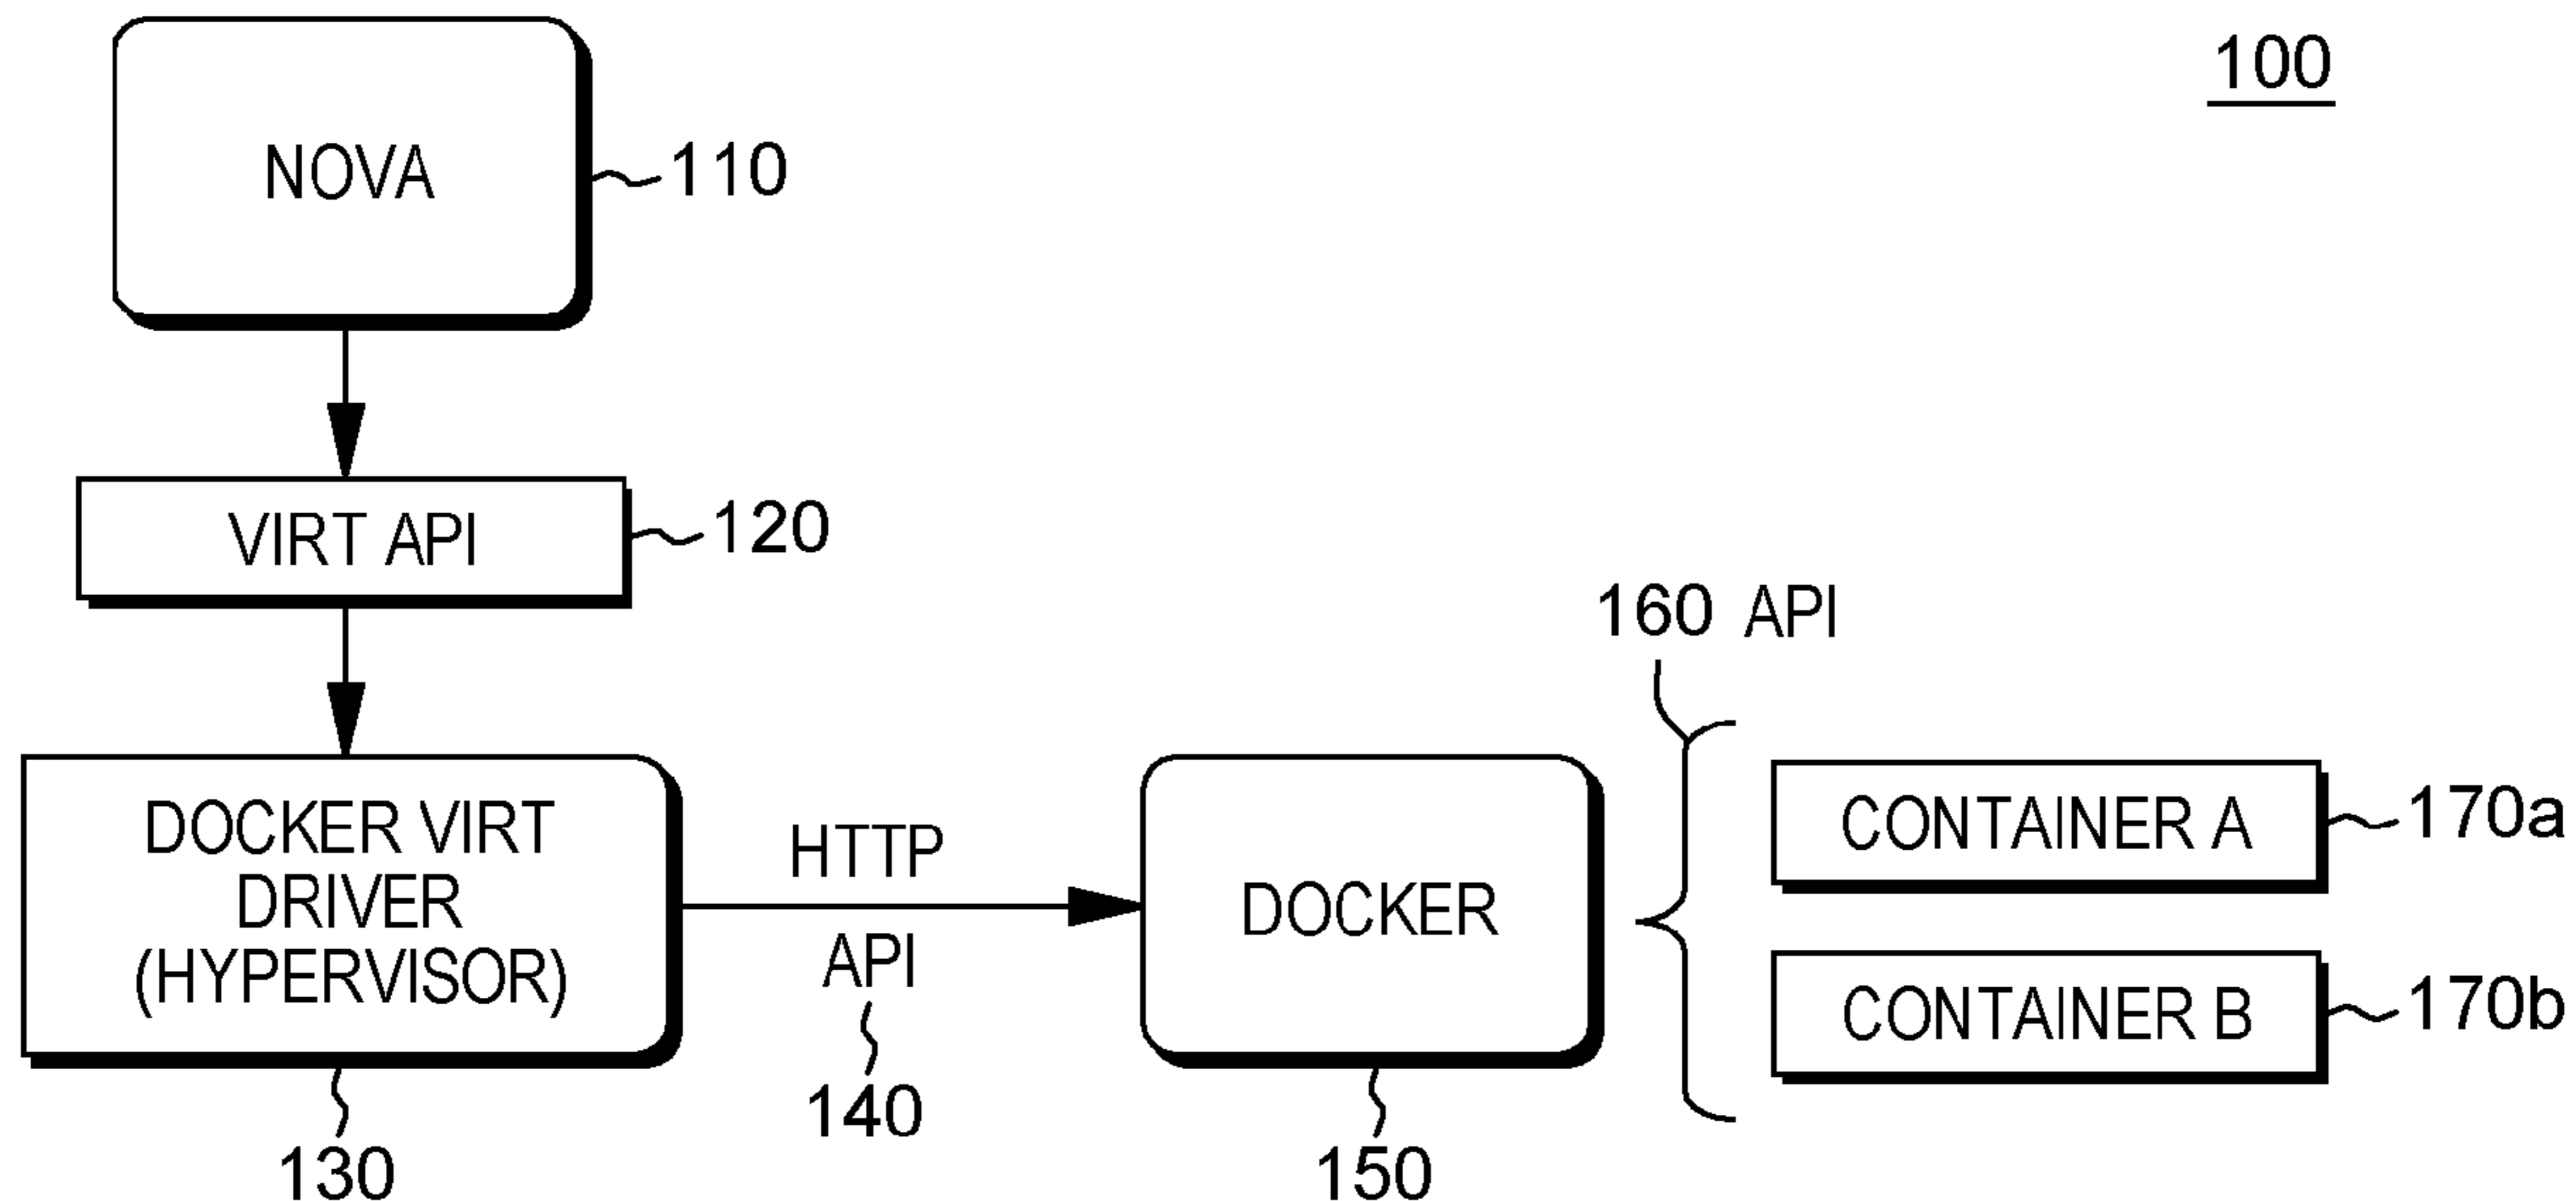 100
NOVA
110
VIRT API
120
160 API
DOCKER VIRT
DRIVER
(HYPERVISOR)
130
HTTP
API
140
DOCKER
150
CONTAINER A
170a
CONTAINER B
170b